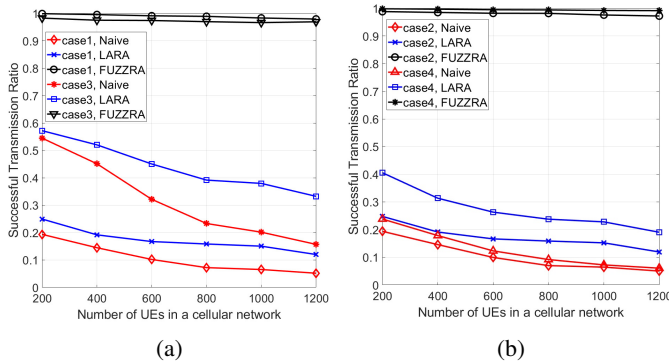 1
0.9
0.8
0.7
0.6
0.5
0.4
0.3
0.2
0.1
0
Successful Transmission Ratio
case1, Naive
case1, LARA
case1, FUZZRA
case3, Naive
case3, LARA
case3, FUZZRA
200 400 600 800 1000 1200
Number of UEs in a cellular network
(a)
1
0.9
0.8
0.7
0.6
0.5
0.4
0.3
0.2
0.1
0
Successful Transmission Ratio
case2, Naive
case2, LARA
case2, FUZZRA
case4, Naive
case4, LARA
case4, FUZZRA
200 400 600 800 1000 1200
Number of UEs in a cellular network
(b)